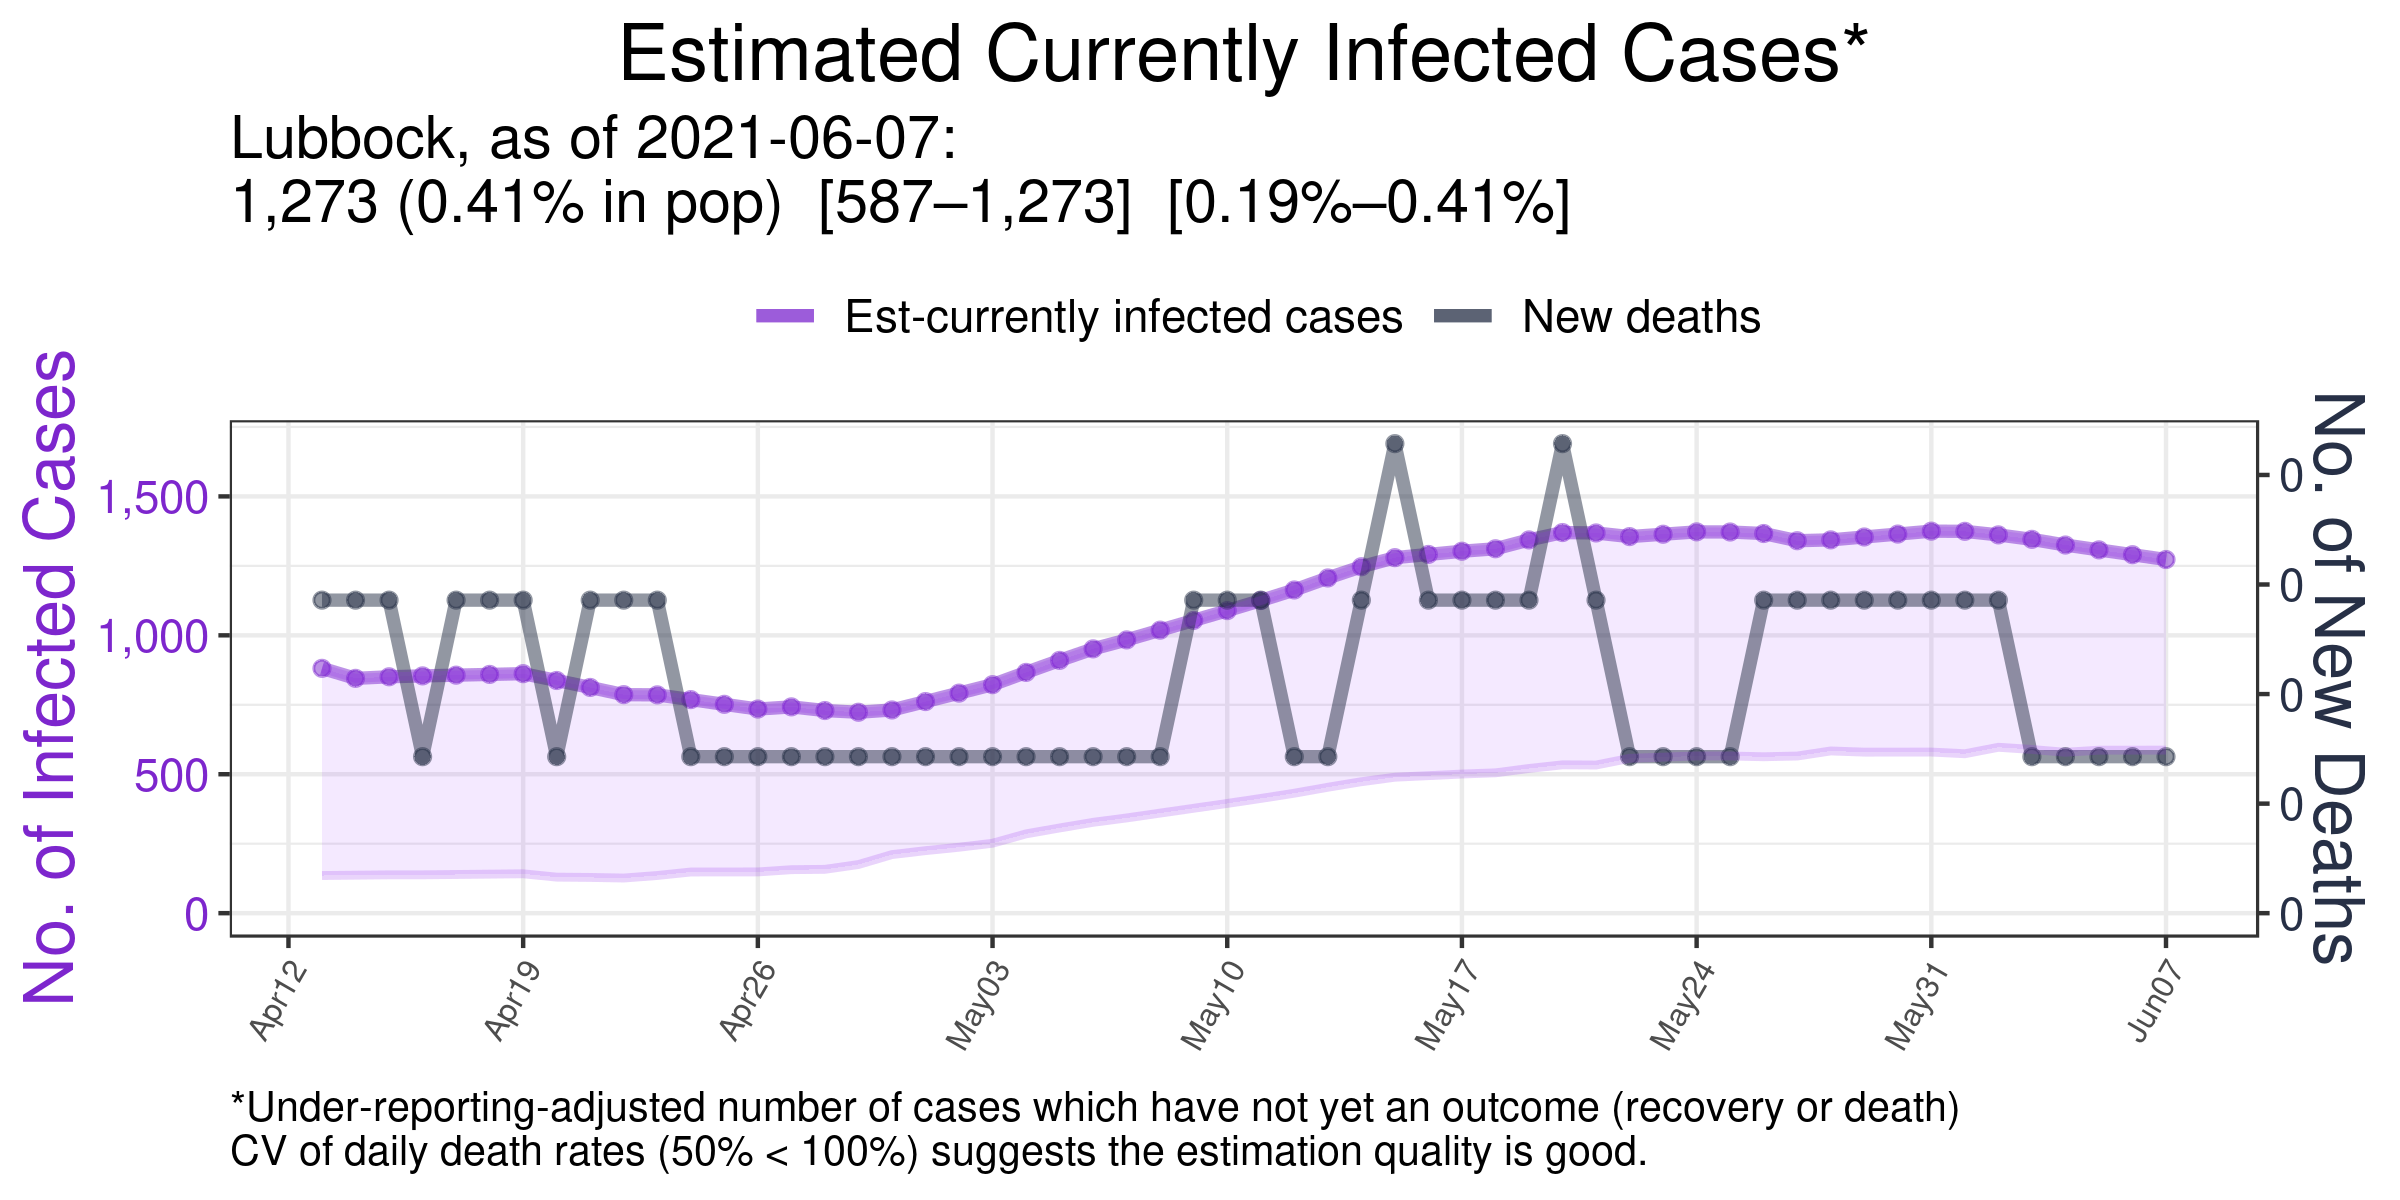 Estimated Currently Infected Cases*
Lubbock, as of 2021-06-07:
1,273 (0.41% in pop) [587–1,273] [0.19%–0.41%]
Est-currently infected cases
New deaths
No. of Infected Cases
1,500
1,000
500
0
0
0
0
0
0
No. of New Deaths
Apr12
Apr19
Apr26
May03
May10
May17
May24
May31
Jun07
*Under-reporting-adjusted number of cases which have not yet an outcome (recovery or death)
CV of daily death rates (50% < 100%) suggests the estimation quality is good.